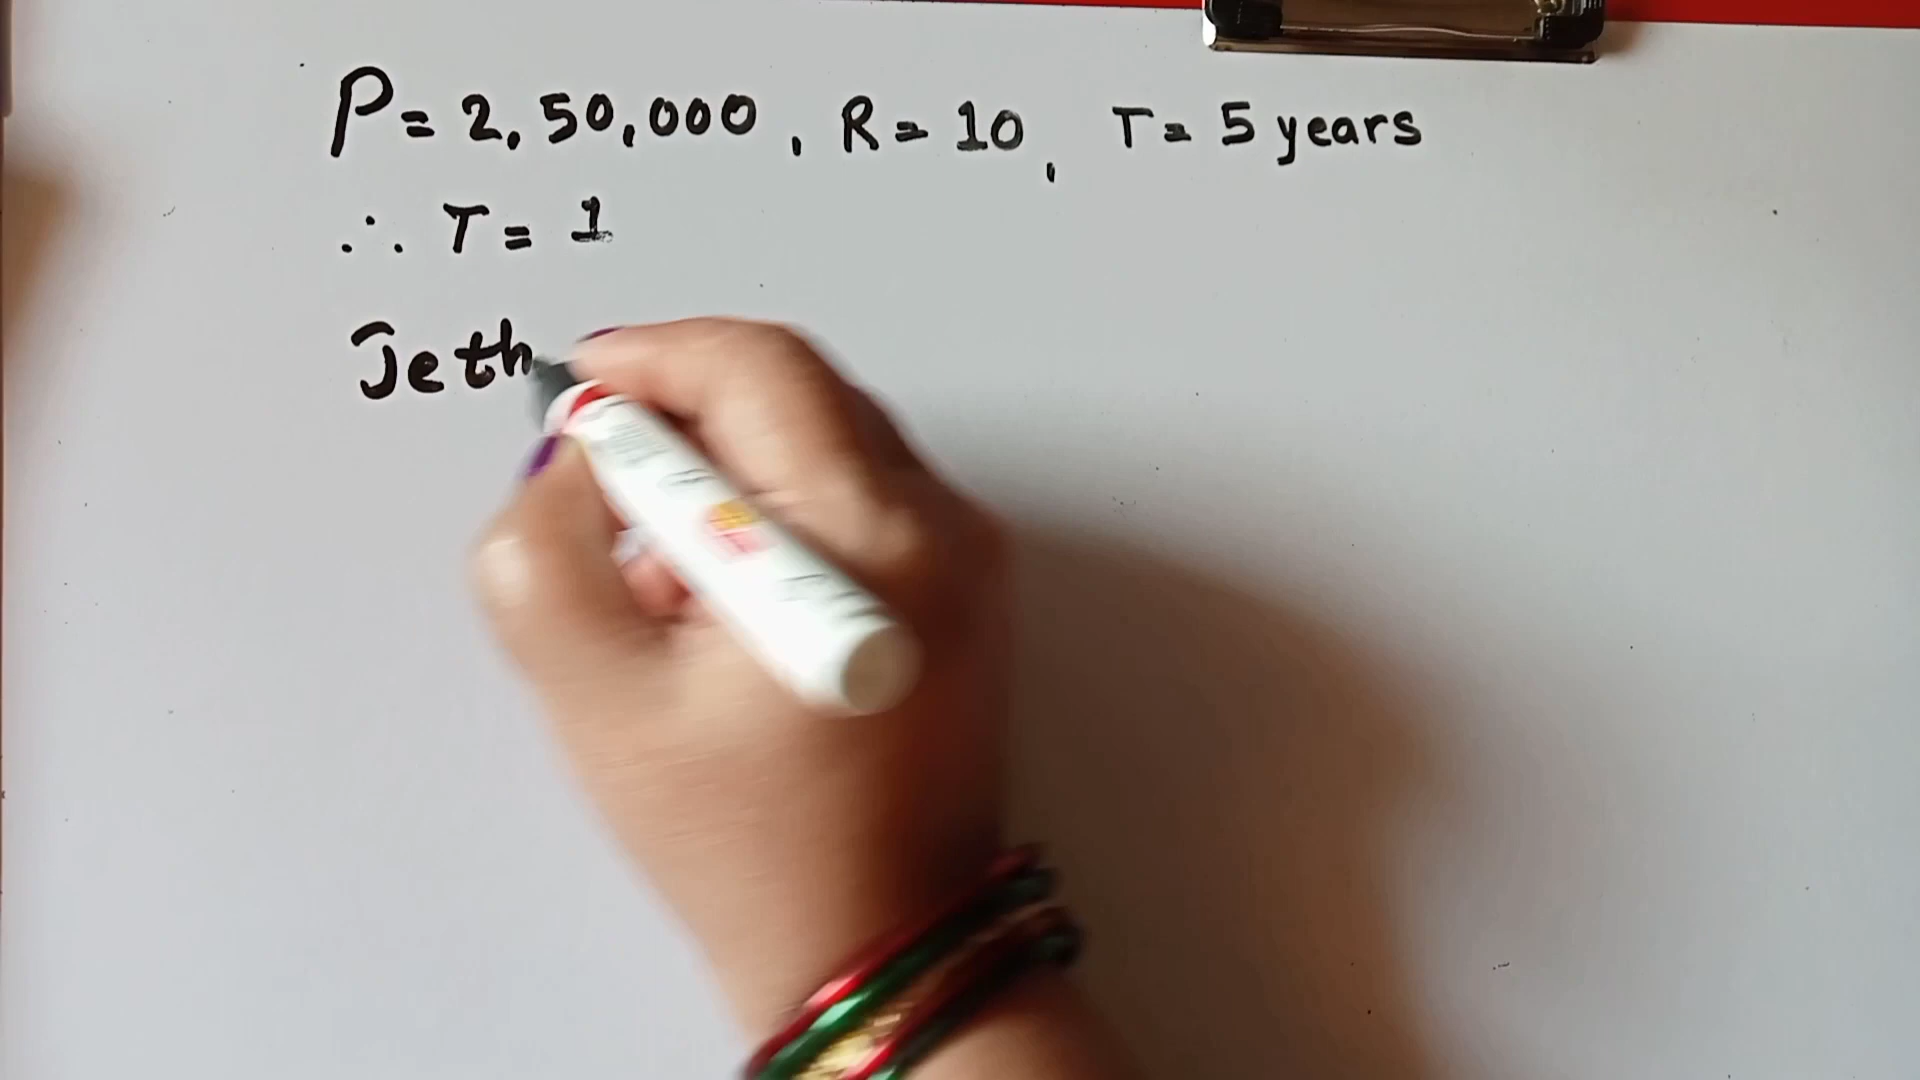 P = 2,50,000, R = 10, T = 5 years
∴ T = 1
Jeth